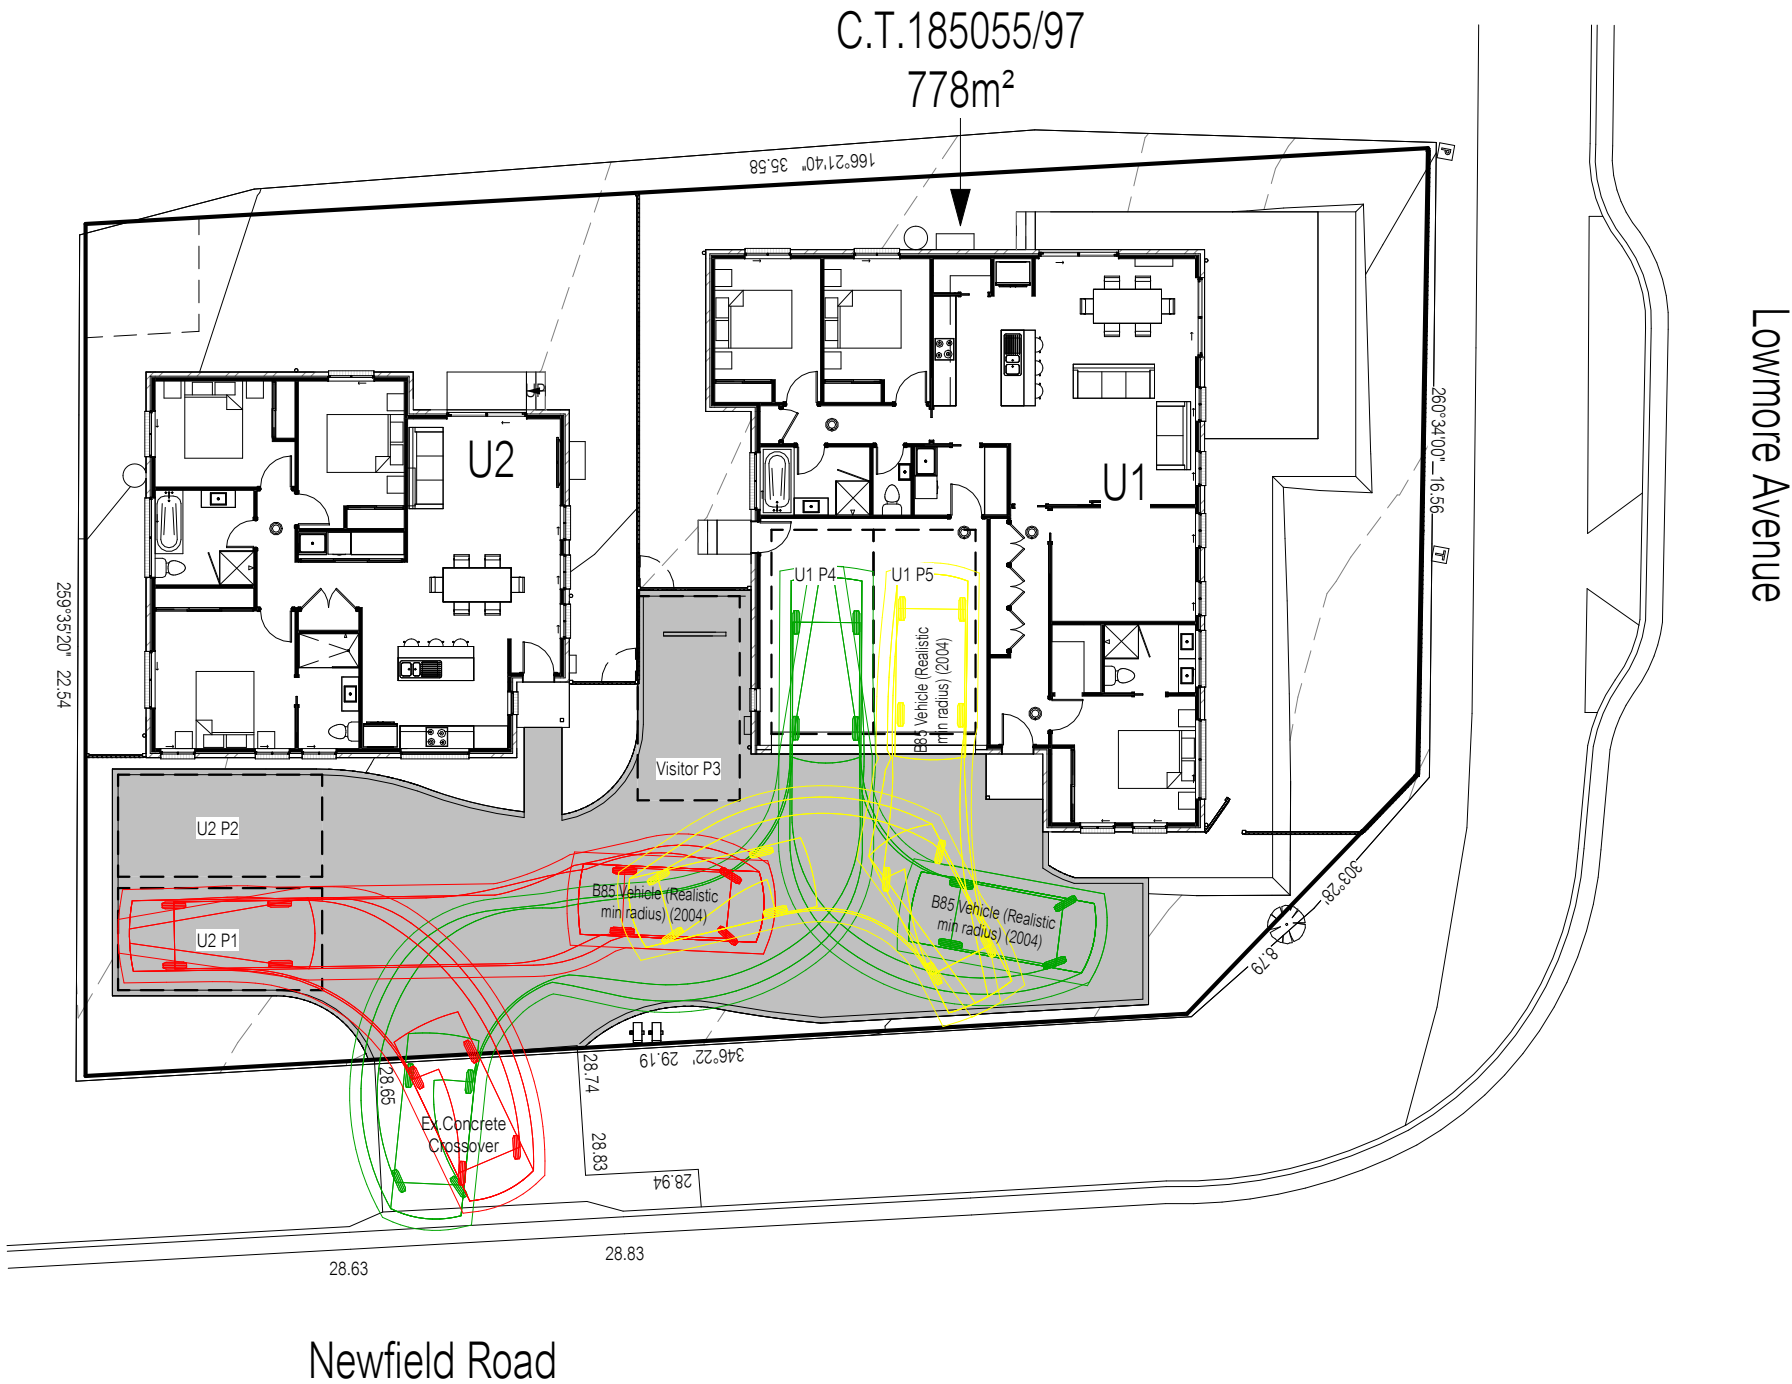 C.T.185055/97
778m²
166°21'40" 35.58
Lowmore Avenue
260°34'00" 16.56
U2
U1
U1 P4
U1 P5
B85 Vehicle (Realistic
min radius) (2004)
259°35'20" 22.54
Visitor P3
U2 P2
U2 P1
B85 Vehicle (Realistic
min radius) (2004)
B85 Vehicle (Realistic
min radius) (2004)
303°28'
8.79
346°22' 29.19
28.65
28.74
Ex.Concrete
Crossover
28.83
28.94
28.83
28.63
Newfield Road
P
T